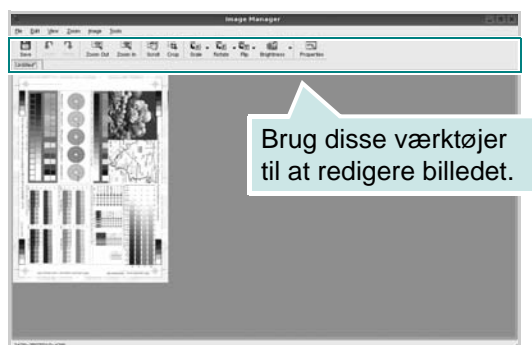 Image Manager
File Edit View Zoom Image Tools
Save Zoom Out Zoom In Scroll Crop Scale Rotate Flip Brightness Properties
Untitled*
Brug disse værktøjer
til at redigere billedet.